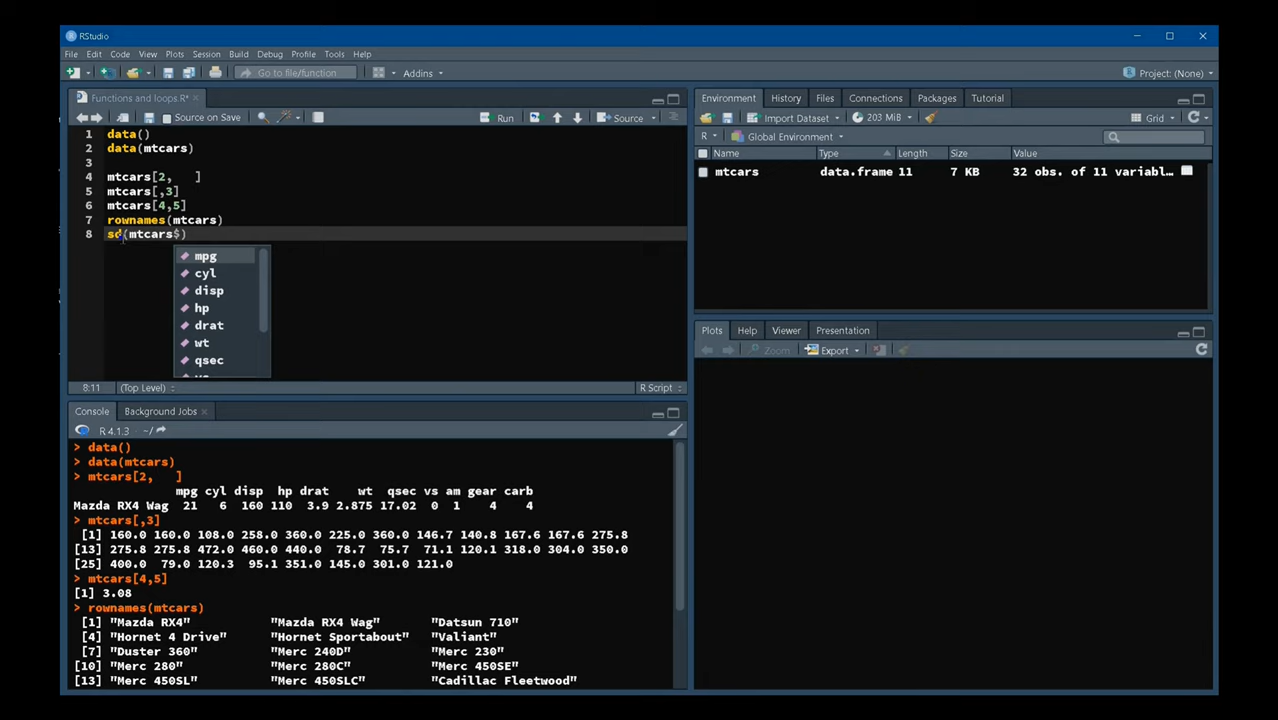 RStudio
File Edit Code View Plots Session Build Debug Profile Tools Help
Go to file/function Addins Project: (None)
Functions and loops.R*
Source on Save Run Source
1 data()
2 data(mtcars)
3
4 mtcars[2,   ]
5 mtcars[,3]
6 mtcars[4,5]
7 rownames(mtcars)
8 sd(mtcars$)
mpg
cyl
disp
hp
drat
wt
qsec
8:11 (Top Level) R Script
Environment History Files Connections Packages Tutorial
Import Dataset 203 MiB Grid
R Global Environment
Name Type Length Size Value
mtcars data.frame 11 7 KB 32 obs. of 11 variabl…
Plots Help Viewer Presentation
Zoom Export
Console Background Jobs
R 4.1.3 · ~/
> data()
> data(mtcars)
> mtcars[2,   ]
mpg cyl disp hp drat wt qsec vs am gear carb
Mazda RX4 Wag 21 6 160 110 3.9 2.875 17.02 0 1 4 4
> mtcars[,3]
[1] 160.0 160.0 108.0 258.0 360.0 225.0 360.0 146.7 140.8 167.6 167.6 275.8
[13] 275.8 275.8 472.0 460.0 440.0 78.7 75.7 71.1 120.1 318.0 304.0 350.0
[25] 400.0 79.0 120.3 95.1 351.0 145.0 301.0 121.0
> mtcars[4,5]
[1] 3.08
> rownames(mtcars)
[1] "Mazda RX4" "Mazda RX4 Wag" "Datsun 710"
[4] "Hornet 4 Drive" "Hornet Sportabout" "Valiant"
[7] "Duster 360" "Merc 240D" "Merc 230"
[10] "Merc 280" "Merc 280C" "Merc 450SE"
[13] "Merc 450SL" "Merc 450SLC" "Cadillac Fleetwood"